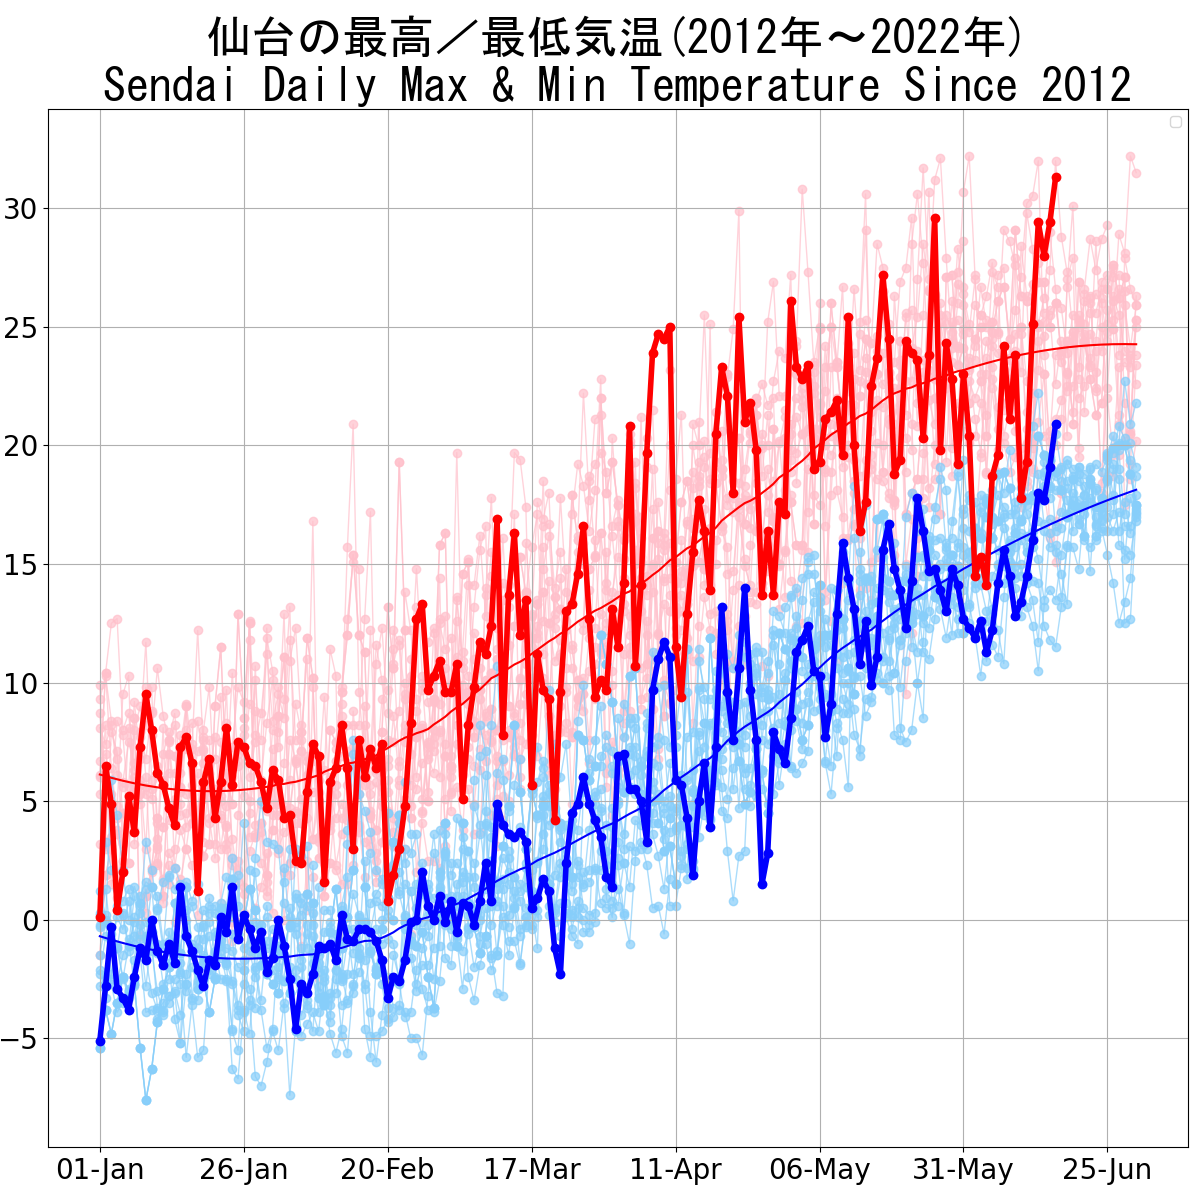 仙台の最高／最低気温(2012年～2022年)
Sendai Daily Max & Min Temperature Since 2012
30
25
20
15
10
5
0
−5
01-Jan 26-Jan 20-Feb 17-Mar 11-Apr 06-May 31-May 25-Jun